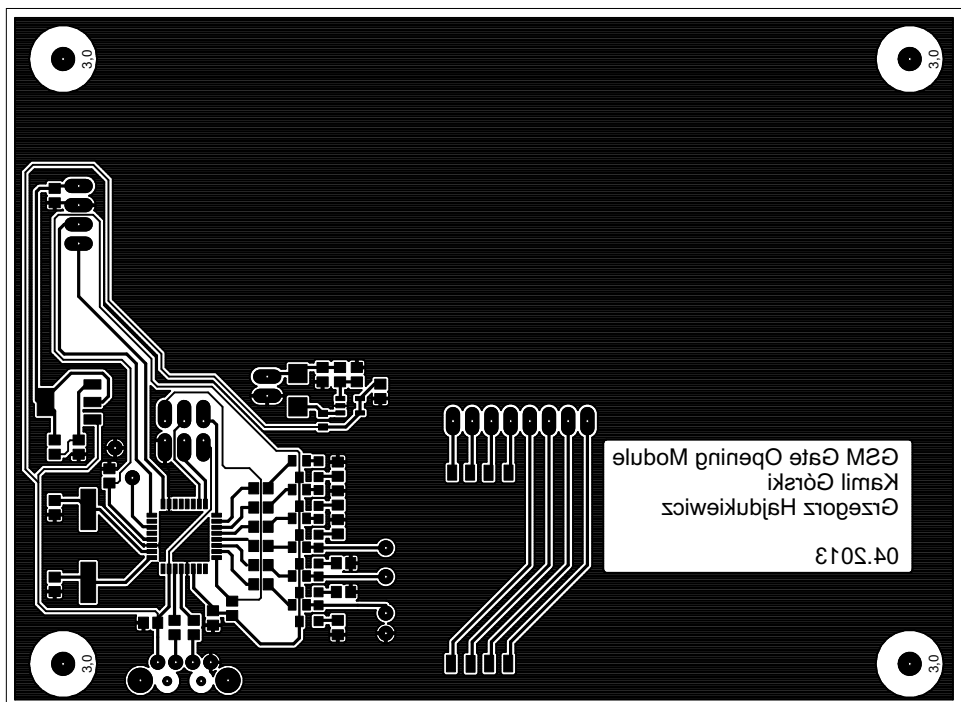 3,0
3,0
GSM Gate Opening Module
Kamil Górski
Grzegorz Hajdukiewicz
04.2013
3,0
3,0